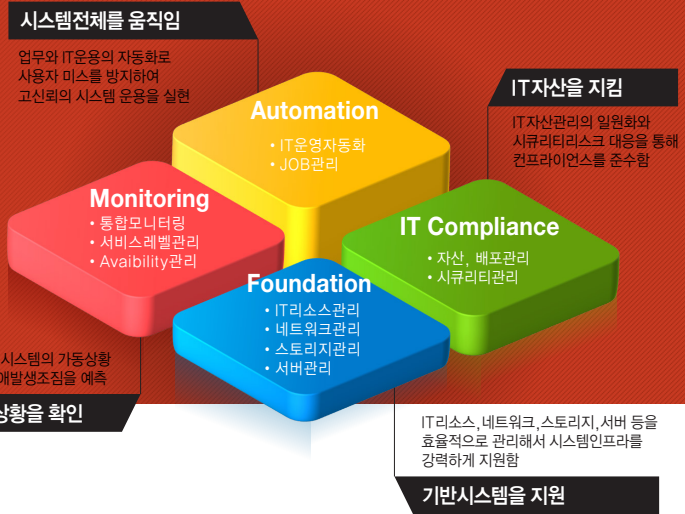 시스템전체를 움직임
업무와 IT운용의 자동화로
사용자 미스를 방지하여
고신뢰의 시스템 운용을 실현
Automation
• IT운영자동화
• JOB관리
IT자산을 지킴
IT자산관리의 일원화와
시큐리티리스크 대응을 통해
컨프라이언스를 준수함
Monitoring
• 통합모니터링
• 서비스레벨관리
• Avaibility관리
IT Compliance
• 자산, 배포관리
• 시큐리티관리
Foundation
• IT리소스관리
• 네트워크관리
• 스토리지관리
• 서버관리
시스템의 가동상황
애발생조짐을 예측
상황을 확인
IT리소스,네트워크,스토리지,서버 등을
효율적으로 관리해서 시스템인프라를
강력하게 지원함
기반시스템을 지원